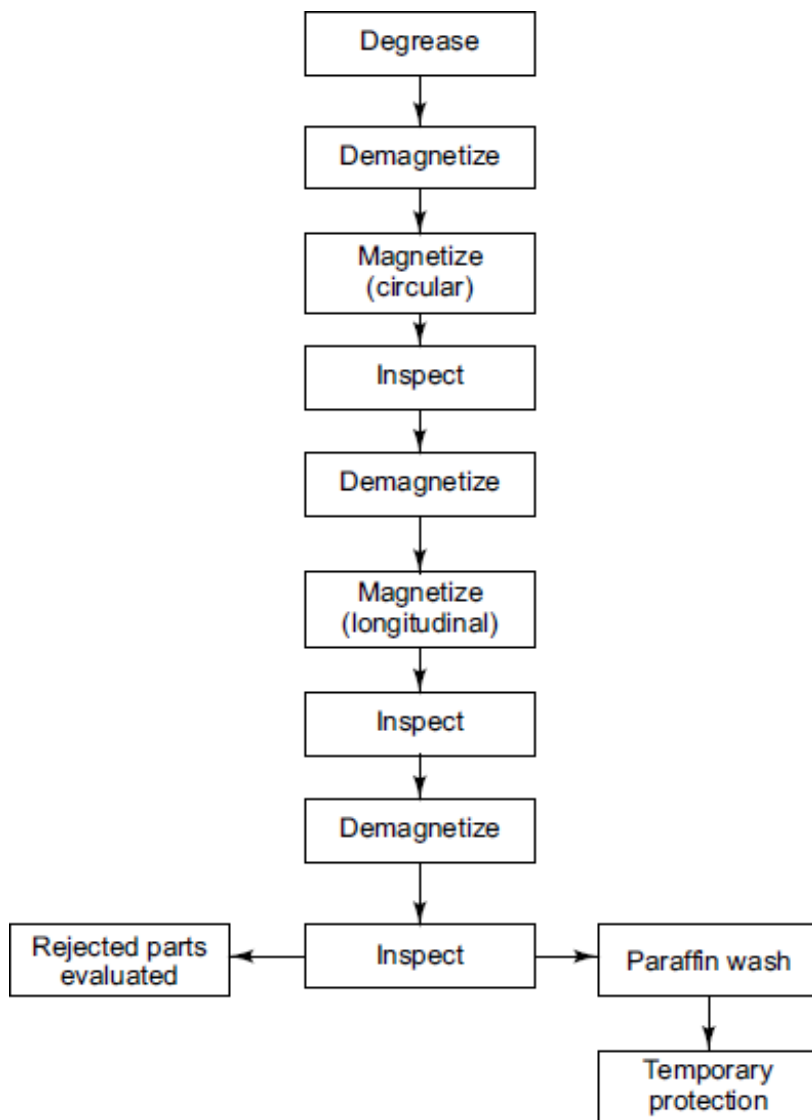 Degrease
Demagnetize
Magnetize
(circular)
Inspect
Demagnetize
Magnetize
(longitudinal)
Inspect
Demagnetize
Rejected parts
evaluated
Inspect
Paraffin wash
Temporary
protection